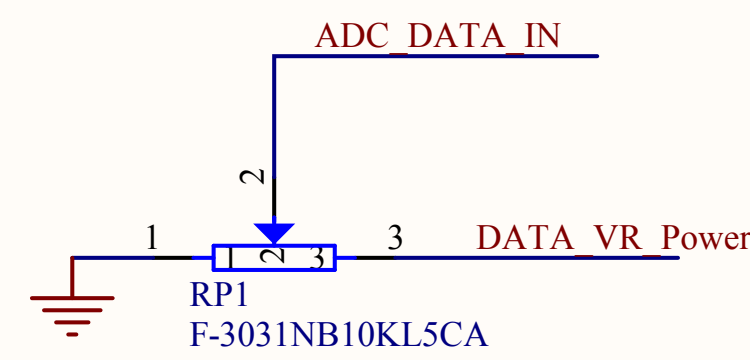 ADC_DATA_IN
2
1
3
DATA_VR_Power
1 2 3
RP1
F-3031NB10KL5CA